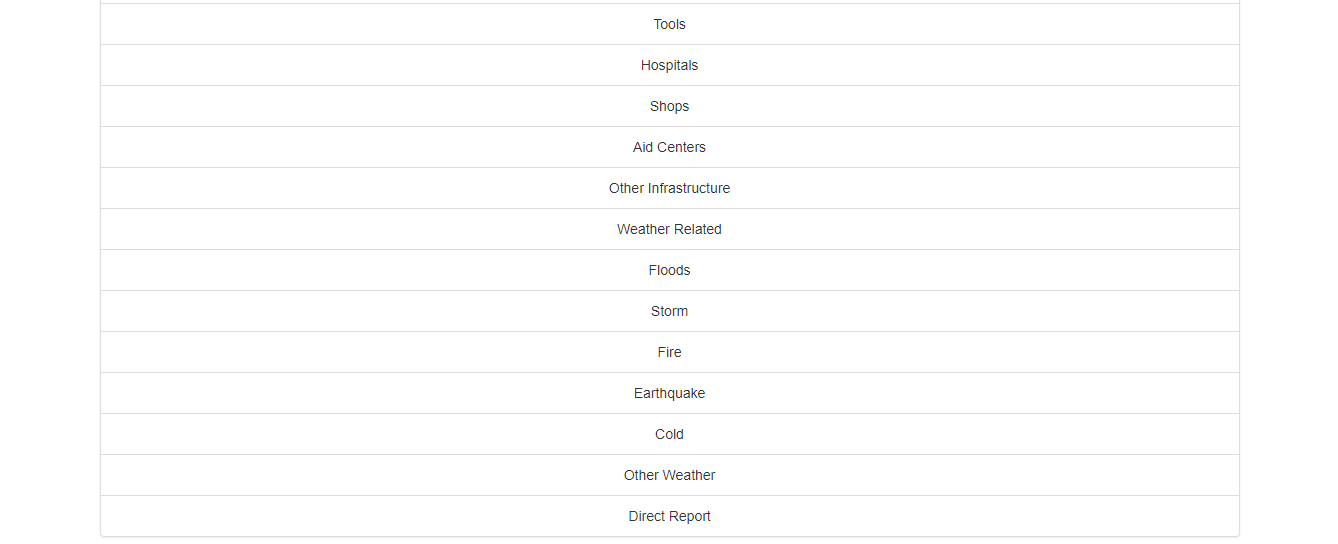 Tools
Hospitals
Shops
Aid Centers
Other Infrastructure
Weather Related
Floods
Storm
Fire
Earthquake
Cold
Other Weather
Direct Report